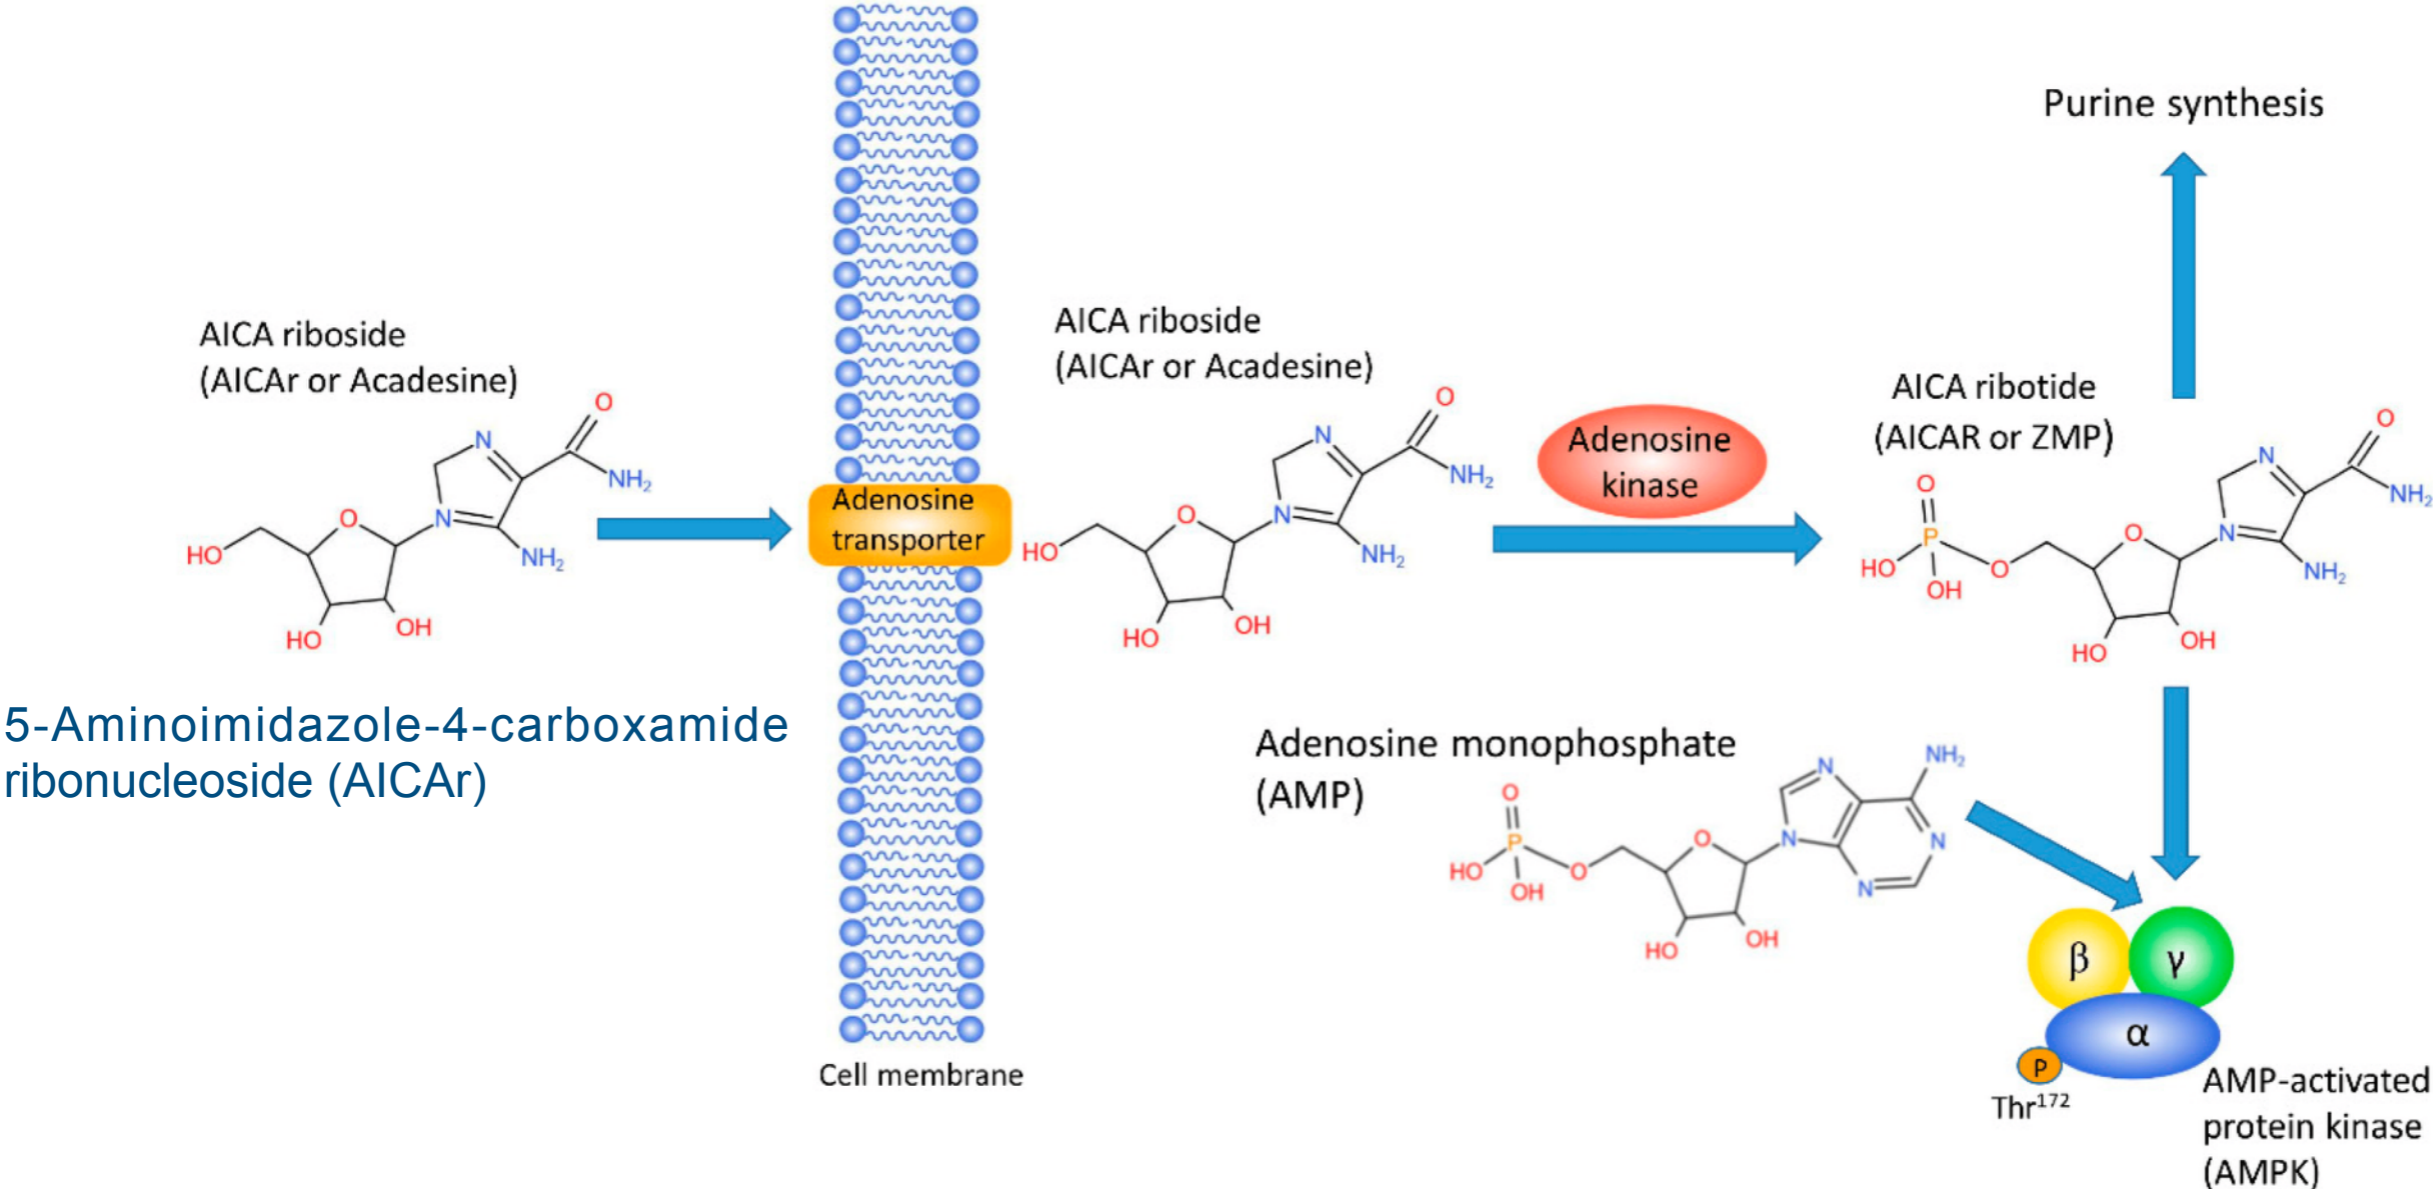 Purine synthesis
AICA riboside
(AICAr or Acadesine)
O
N
NH₂
O
N
HO
NH₂
HO
OH
5-Aminoimidazole-4-carboxamide
ribonucleoside (AICAr)
Adenosine
transporter
Cell membrane
AICA riboside
(AICAr or Acadesine)
O
N
NH₂
O
N
HO
NH₂
HO
OH
Adenosine
kinase
AICA ribotide
(AICAR or ZMP)
O
N
O
NH₂
P
O
N
HO
O
NH₂
OH
HO
OH
Adenosine monophosphate
(AMP)
NH₂
N
O
P
O
N
N
HO
O
N
OH
HO
OH
β
γ
α
P
Thr¹⁷²
AMP-activated
protein kinase
(AMPK)